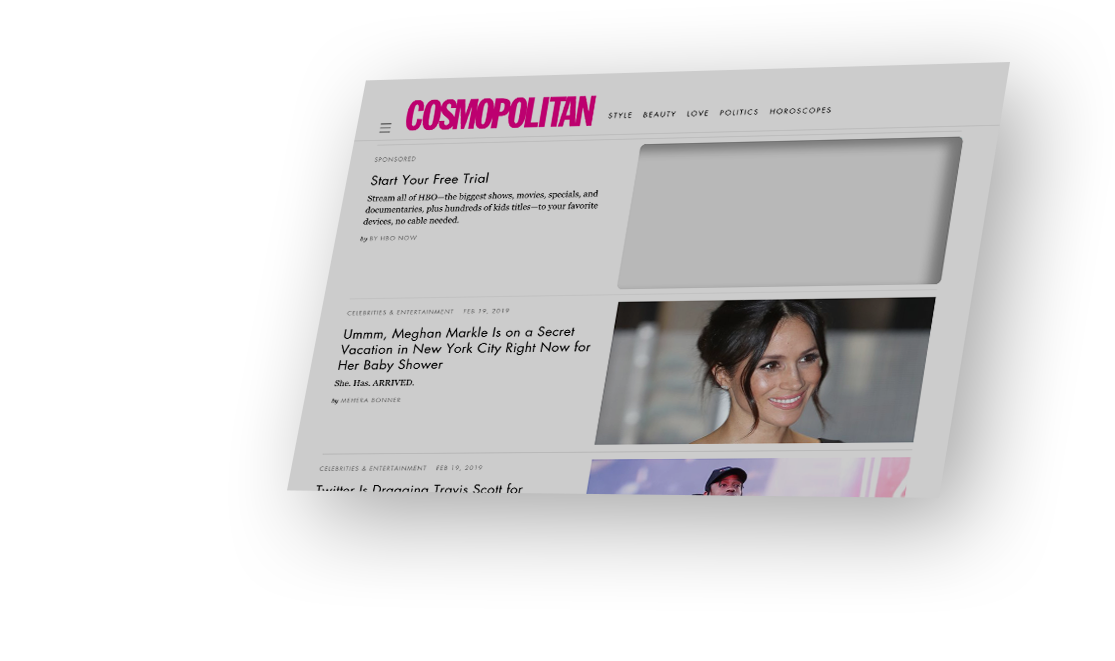 COSMOPOLITAN
STYLE BEAUTY LOVE POLITICS HOROSCOPES
SPONSORED
Start Your Free Trial
Stream all of HBO—the biggest shows, movies, specials, and
documentaries, plus hundreds of kids titles—to your favorite
devices, no cable needed.
by BY HBO NOW
CELEBRITIES & ENTERTAINMENT FEB 19, 2019
Ummm, Meghan Markle Is on a Secret
Vacation in New York City Right Now for
Her Baby Shower
She. Has. ARRIVED.
by MEHERA BONNER
CELEBRITIES & ENTERTAINMENT FEB 19, 2019
Twitter Is Dragging Travis Scott for